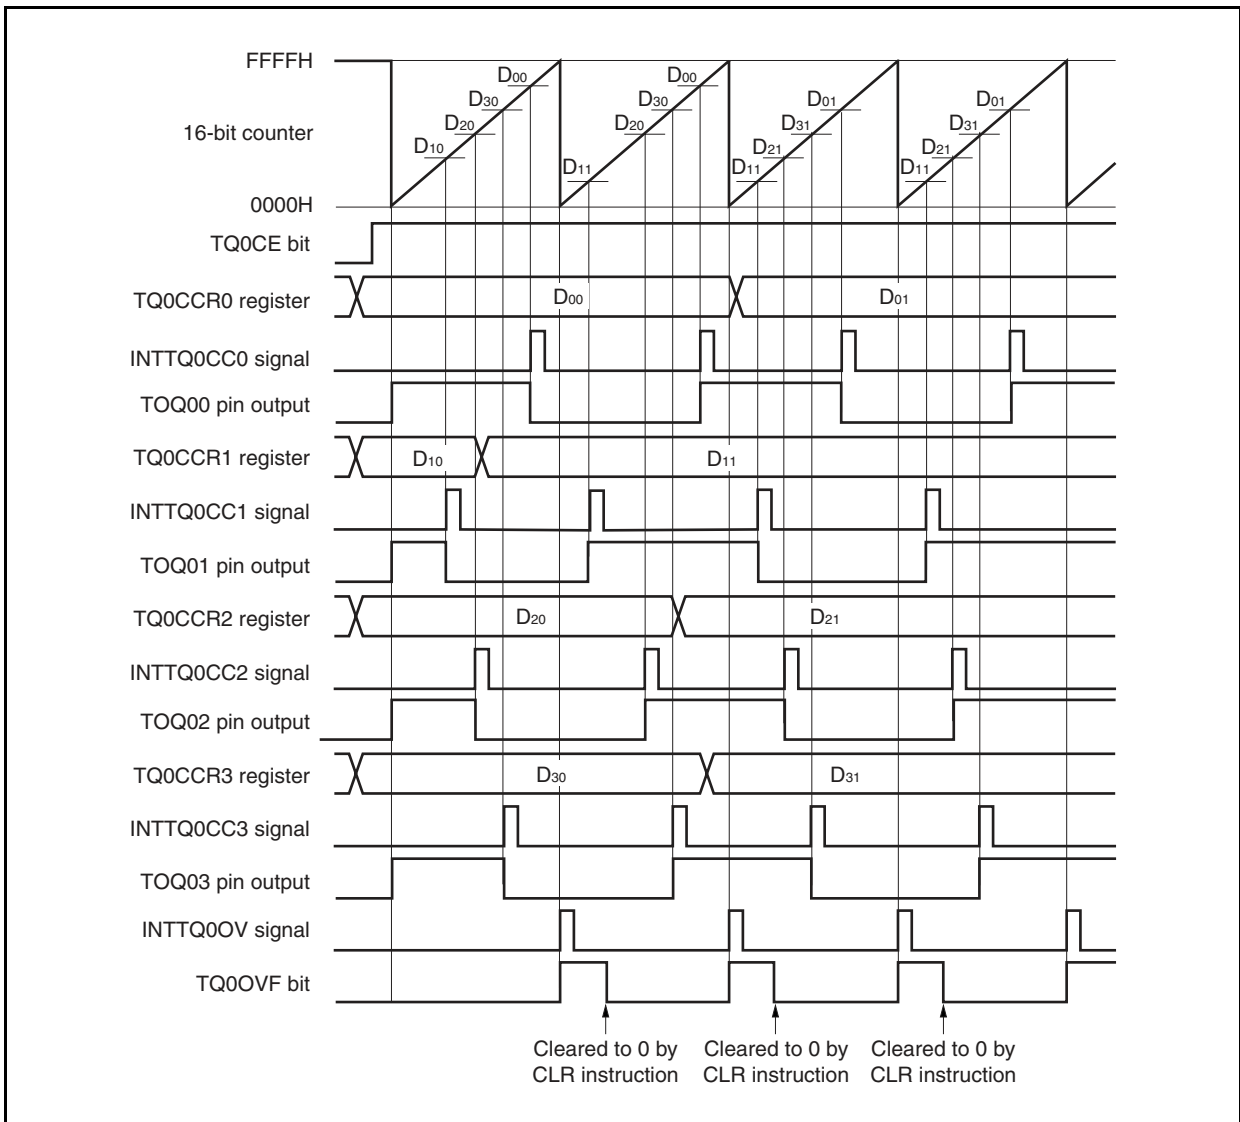 FFFFH
D00
D00
D30
D30
D01
D01
16-bit counter
D20
D20
D31
D31
D10
D21
D21
D11
D11
D11
0000H
TQ0CE bit
TQ0CCR0 register
D00
D01
INTTQ0CC0 signal
TOQ00 pin output
TQ0CCR1 register
D10
D11
INTTQ0CC1 signal
TOQ01 pin output
TQ0CCR2 register
D20
D21
INTTQ0CC2 signal
TOQ02 pin output
TQ0CCR3 register
D30
D31
INTTQ0CC3 signal
TOQ03 pin output
INTTQ0OV signal
TQ0OVF bit
Cleared to 0 by
CLR instruction
Cleared to 0 by
CLR instruction
Cleared to 0 by
CLR instruction